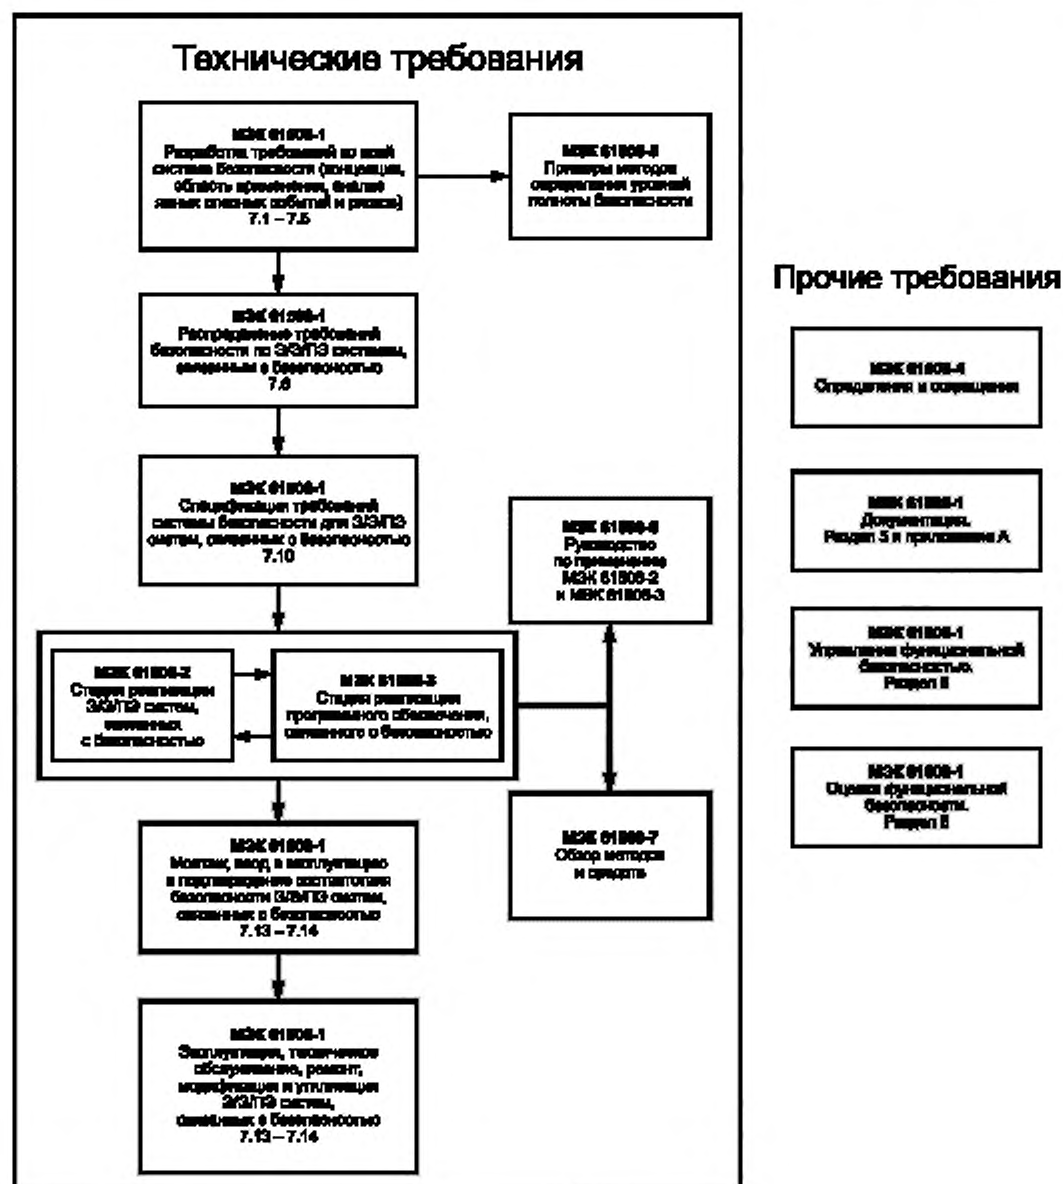 Технические требования
МЭК 61508-1
Разработка требований ко всей
системе безопасности (концепция,
область применения, анализ
явных опасных событий и рисков)
7.1 – 7.5
МЭК 61508-5
Примеры методов
определения уровней
полноты безопасности
МЭК 61508-1
Распределение требований
безопасности по Э/Э/ПЭ системам,
связанным с безопасностью
7.6
МЭК 61508-1
Спецификация требований
системы безопасности для Э/Э/ПЭ
систем, связанных с безопасностью
7.10
МЭК 61508-6
Руководство
по применению
МЭК 61508-2
и МЭК 61508-3
МЭК 61508-2
Стадия реализации
Э/Э/ПЭ систем,
связанных
с безопасностью
МЭК 61508-3
Стадия реализации
программного обеспечения,
связанного с безопасностью
МЭК 61508-7
Обзор методов
и средств
МЭК 61508-1
Монтаж, ввод в эксплуатацию
и подтверждение соответствия
безопасности Э/Э/ПЭ систем,
связанных с безопасностью
7.13 – 7.14
МЭК 61508-1
Эксплуатация, техническое
обслуживание, ремонт,
модификация и утилизация
Э/Э/ПЭ систем,
связанных с безопасностью
7.13 – 7.14
Прочие требования
МЭК 61508-4
Определения и сокращения
МЭК 61508-1
Документация.
Раздел 5 и приложение А
МЭК 61508-1
Управление функциональной
безопасностью.
Раздел 6
МЭК 61508-1
Оценка функциональной
безопасности.
Раздел 8